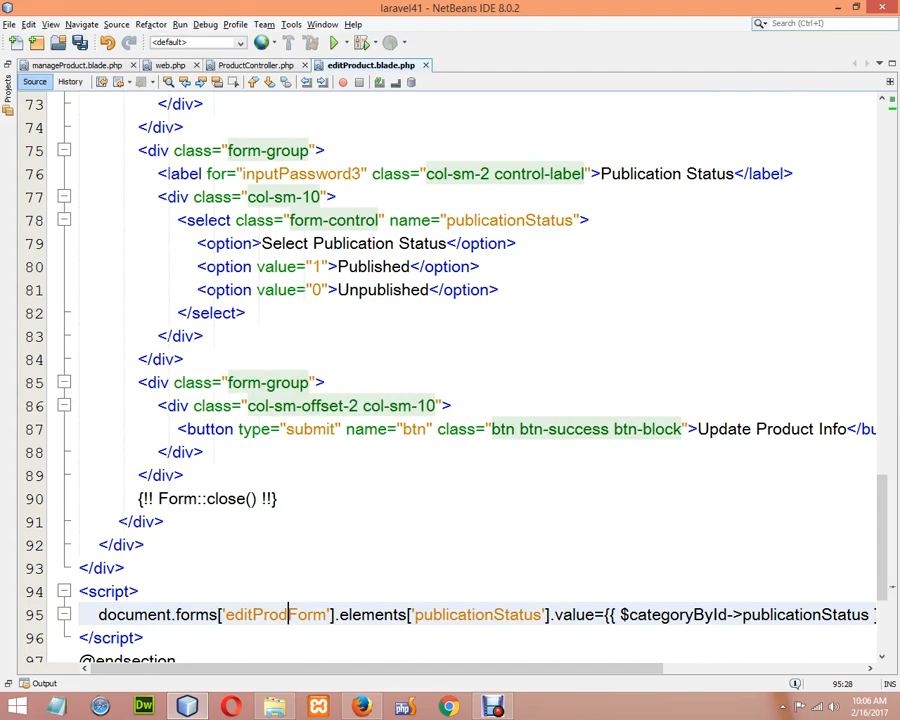 laravel41 - NetBeans IDE 8.0.2
File Edit View Navigate Source Refactor Run Debug Profile Team Tools Window Help
Search (Ctrl+I)
<default>
manageProduct.blade.php web.php ProductController.php editProduct.blade.php
Source History
Projects
73 </div>
74 </div>
75 <div class="form-group">
76 <label for="inputPassword3" class="col-sm-2 control-label">Publication Status</label>
77 <div class="col-sm-10">
78 <select class="form-control" name="publicationStatus">
79 <option>Select Publication Status</option>
80 <option value="1">Published</option>
81 <option value="0">Unpublished</option>
82 </select>
83 </div>
84 </div>
85 <div class="form-group">
86 <div class="col-sm-offset-2 col-sm-10">
87 <button type="submit" name="btn" class="btn btn-success btn-block">Update Product Info</bu
88 </div>
89 </div>
90 {!! Form::close() !!}
91 </div>
92 </div>
93 </div>
94 <script>
95 document.forms['editProdForm'].elements['publicationStatus'].value={{ $categoryById->publicationStatus }
96 </script>
97 @endsection
Output
95:28 INS
Dw
php
10:06 AM
2/16/2017